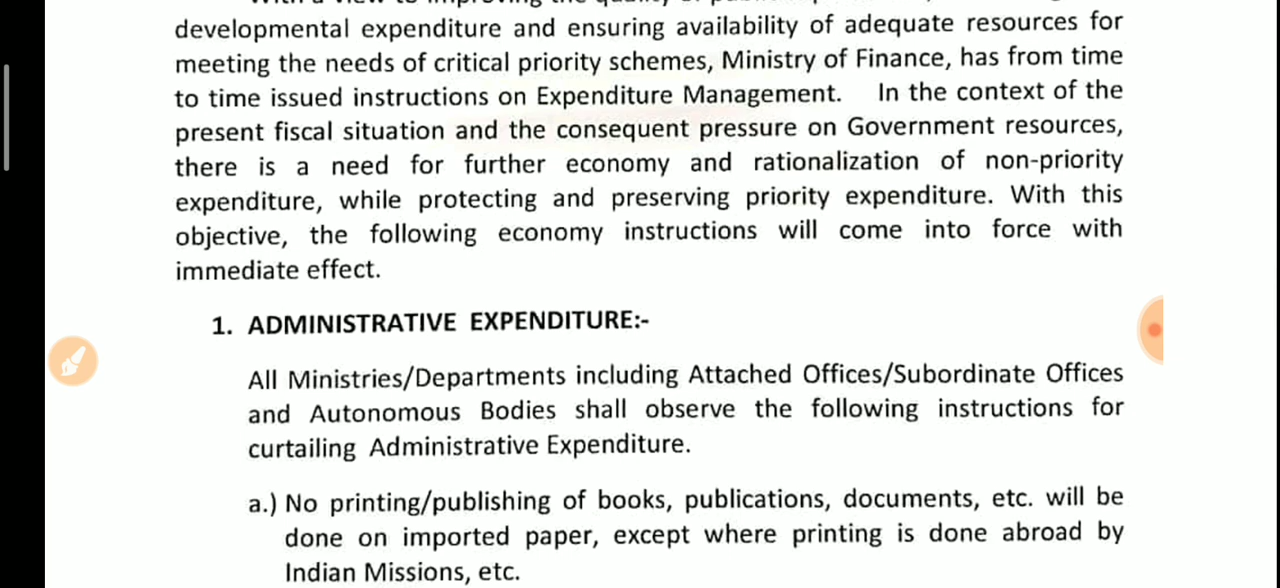 developmental expenditure and ensuring availability of adequate resources for
meeting the needs of critical priority schemes, Ministry of Finance, has from time
to time issued instructions on Expenditure Management. In the context of the
present fiscal situation and the consequent pressure on Government resources,
there is a need for further economy and rationalization of non-priority
expenditure, while protecting and preserving priority expenditure. With this
objective, the following economy instructions will come into force with
immediate effect.
1. ADMINISTRATIVE EXPENDITURE:-
All Ministries/Departments including Attached Offices/Subordinate Offices
and Autonomous Bodies shall observe the following instructions for
curtailing Administrative Expenditure.
a.) No printing/publishing of books, publications, documents, etc. will be
done on imported paper, except where printing is done abroad by
Indian Missions, etc.